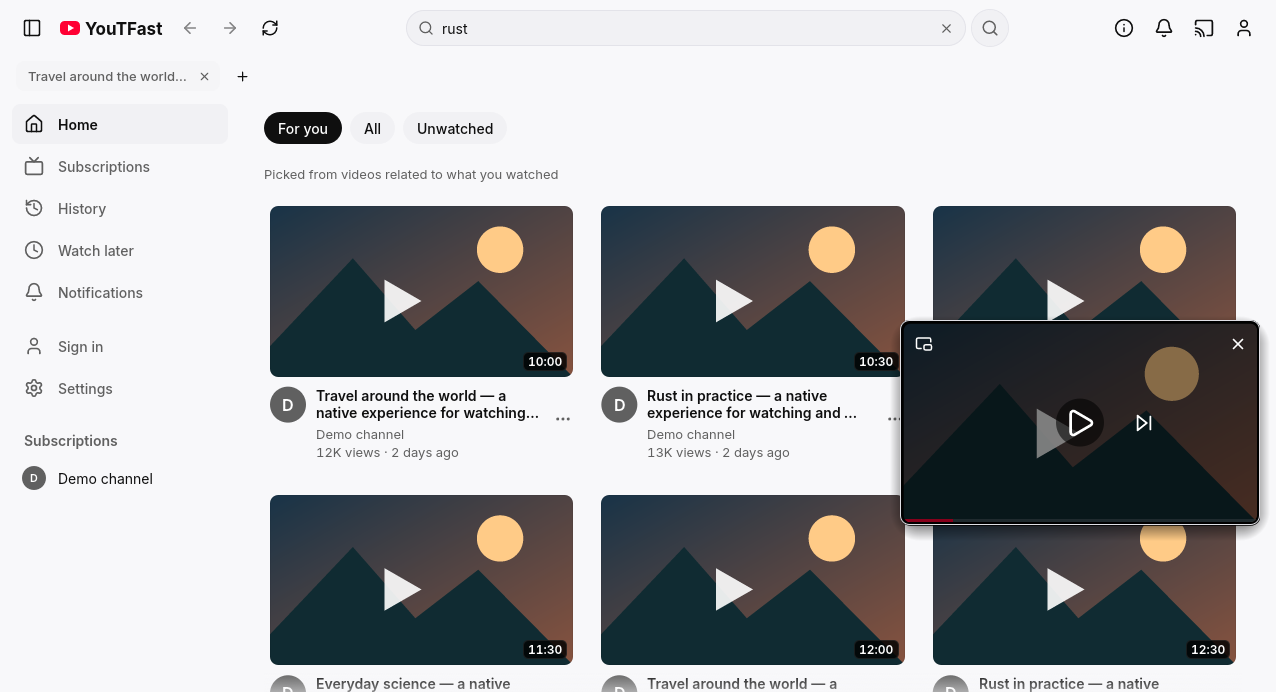 YouTFast
rust
Travel around the world...
Home
Subscriptions
History
Watch later
Notifications
Sign in
Settings
Subscriptions
D
Demo channel
For you
All
Unwatched
Picked from videos related to what you watched
10:00
10:30
D
Travel around the world — a
native experience for watching...
Demo channel
12K views · 2 days ago
D
Rust in practice — a native
experience for watching and ...
Demo channel
13K views · 2 days ago
11:30
12:00
12:30
D
Everyday science — a native
D
Travel around the world — a
D
Rust in practice — a native